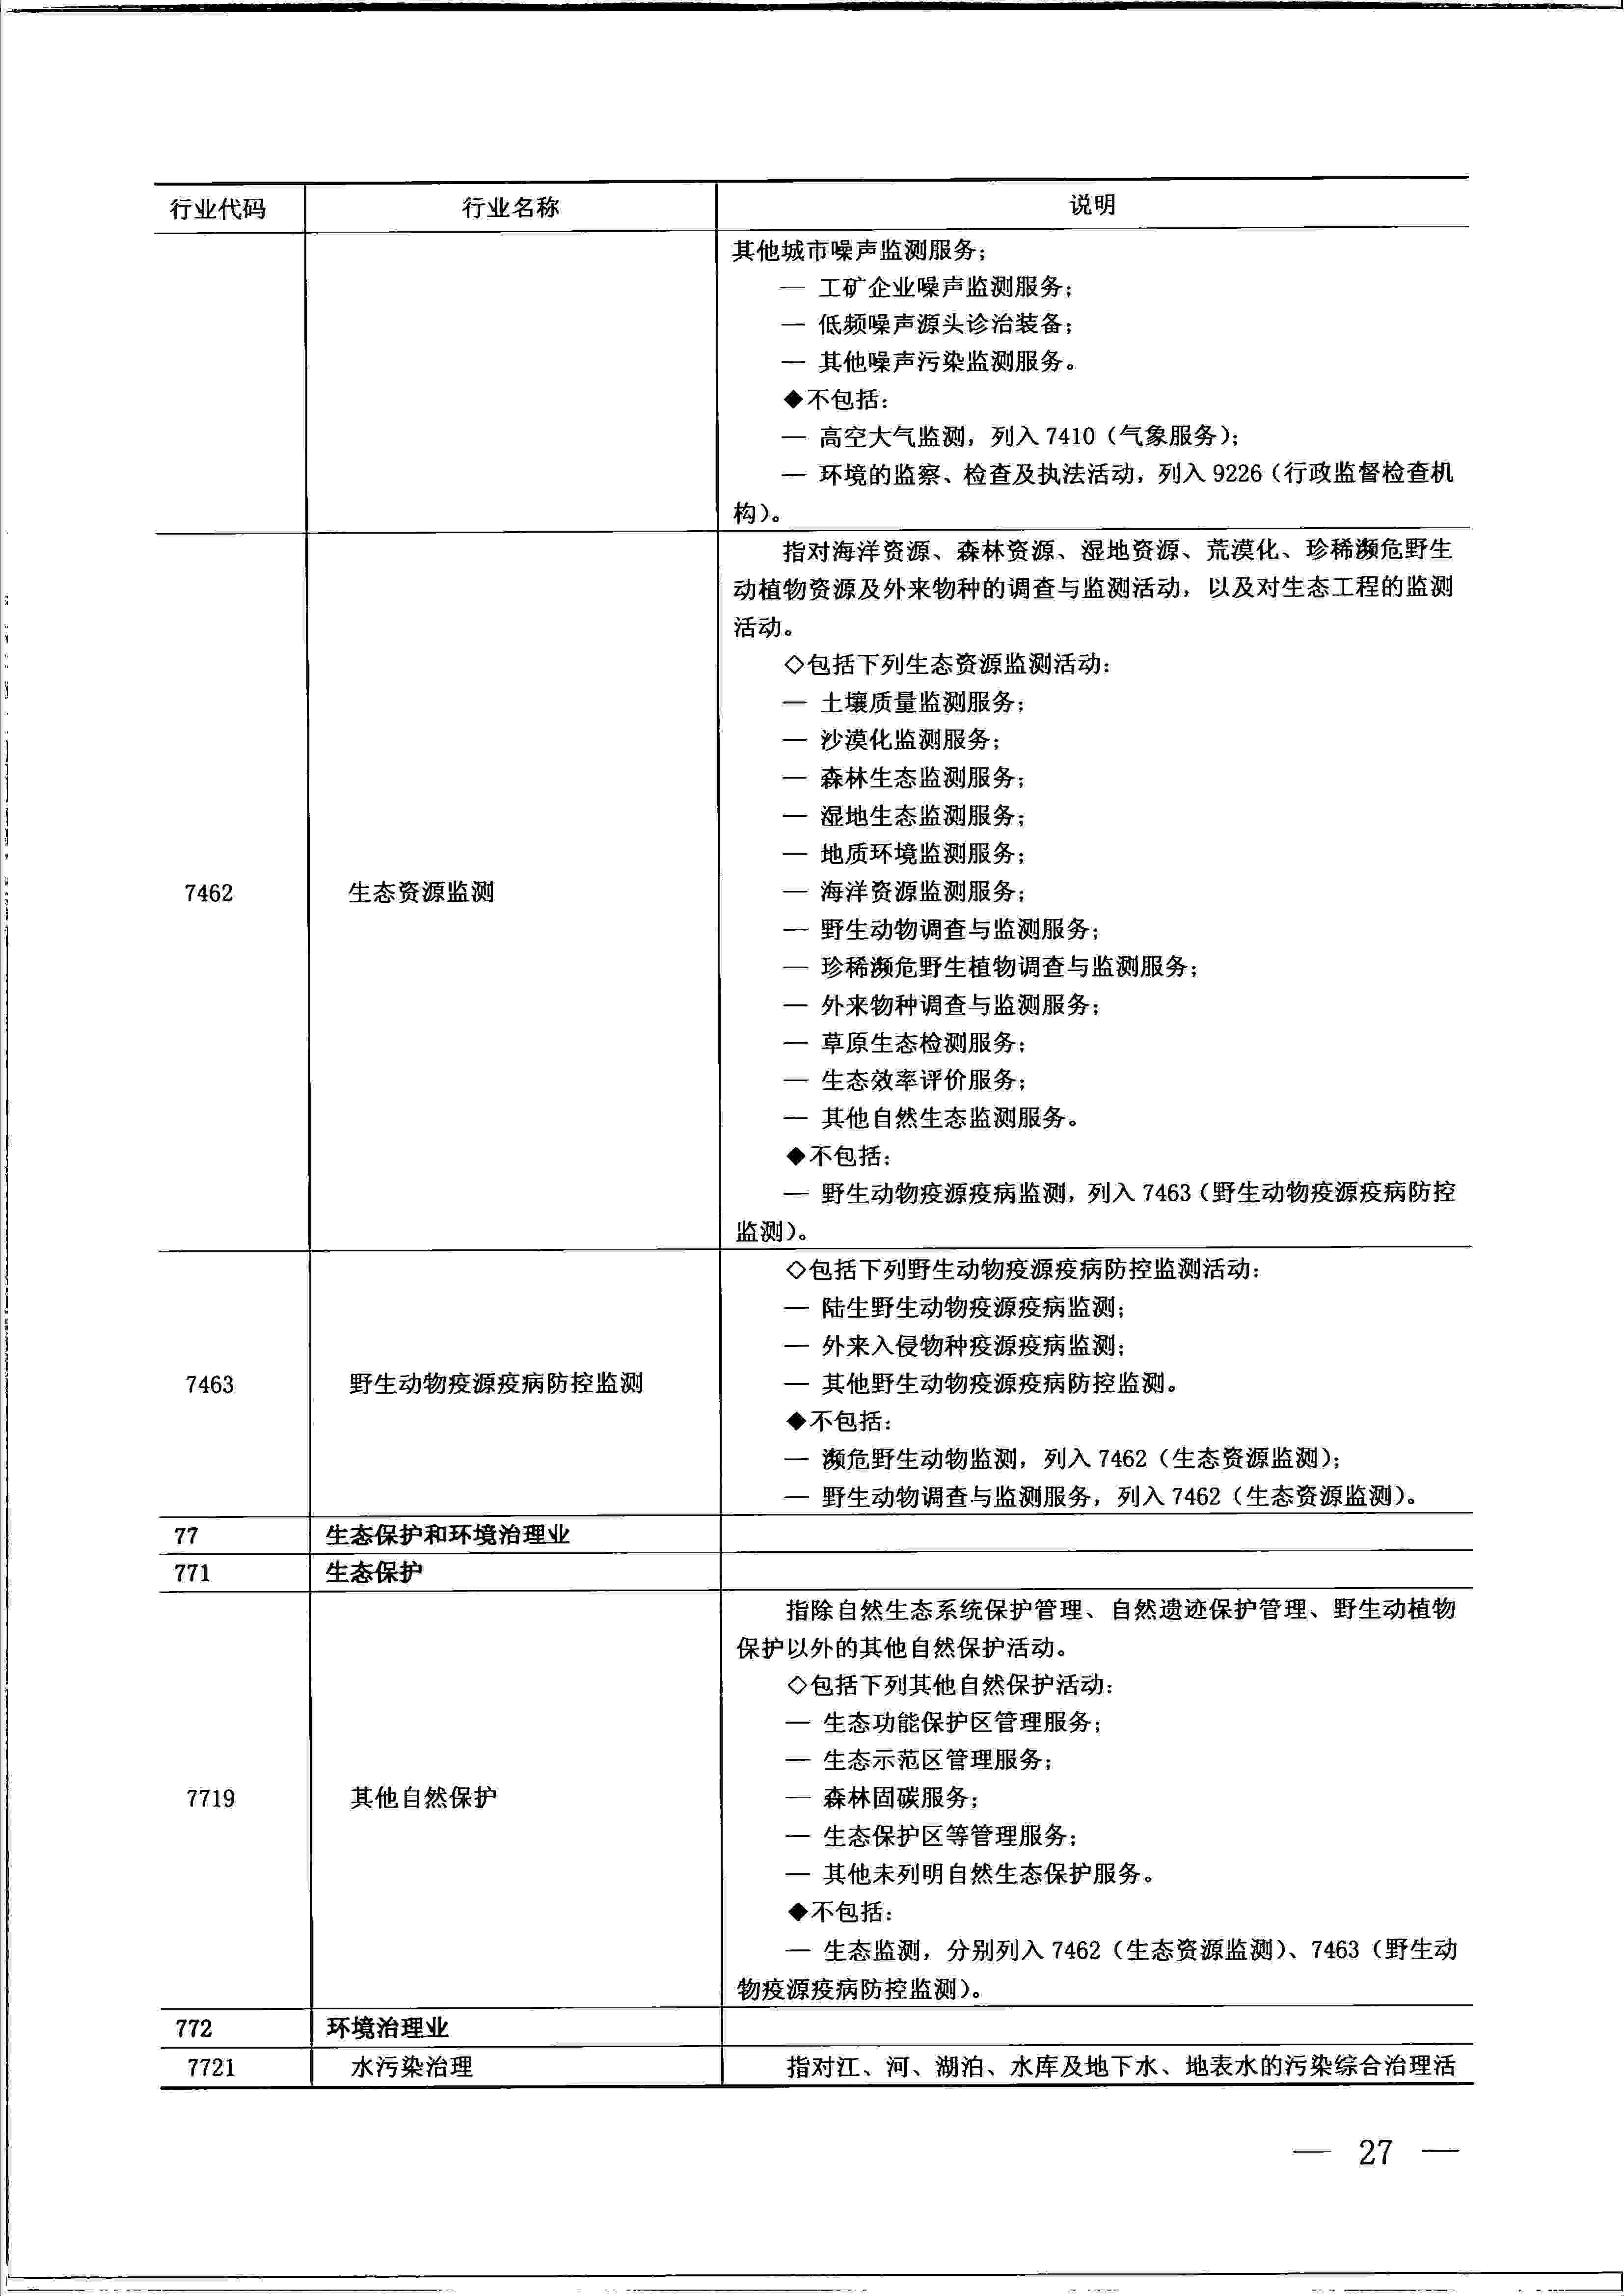 行业代码 行业名称 说明
其他城市噪声监测服务；
— 工矿企业噪声监测服务；
— 低频噪声源头诊治装备；
— 其他噪声污染监测服务。
◆不包括：
— 高空大气监测，列入 7410（气象服务）；
— 环境的监察、检查及执法活动，列入 9226（行政监督检查机
构）。
指对海洋资源、森林资源、湿地资源、荒漠化、珍稀濒危野生
动植物资源及外来物种的调查与监测活动，以及对生态工程的监测
活动。
◇包括下列生态资源监测活动：
— 土壤质量监测服务；
— 沙漠化监测服务；
— 森林生态监测服务；
— 湿地生态监测服务；
— 地质环境监测服务；
7462 生态资源监测 — 海洋资源监测服务；
— 野生动物调查与监测服务；
— 珍稀濒危野生植物调查与监测服务；
— 外来物种调查与监测服务；
— 草原生态检测服务；
— 生态效率评价服务；
— 其他自然生态监测服务。
◆不包括：
— 野生动物疫源疫病监测，列入 7463（野生动物疫源疫病防控
监测）。
◇包括下列野生动物疫源疫病防控监测活动：
— 陆生野生动物疫源疫病监测；
— 外来入侵物种疫源疫病监测；
7463 野生动物疫源疫病防控监测 — 其他野生动物疫源疫病防控监测。
◆不包括：
— 濒危野生动物监测，列入 7462（生态资源监测）；
— 野生动物调查与监测服务，列入 7462（生态资源监测）。
77 生态保护和环境治理业
771 生态保护
指除自然生态系统保护管理、自然遗迹保护管理、野生动植物
保护以外的其他自然保护活动。
◇包括下列其他自然保护活动：
— 生态功能保护区管理服务；
— 生态示范区管理服务；
7719 其他自然保护 — 森林固碳服务；
— 生态保护区等管理服务；
— 其他未列明自然生态保护服务。
◆不包括：
— 生态监测，分别列入 7462（生态资源监测）、7463（野生动
物疫源疫病防控监测）。
772 环境治理业
7721 水污染治理 指对江、河、湖泊、水库及地下水、地表水的污染综合治理活
— 27 —